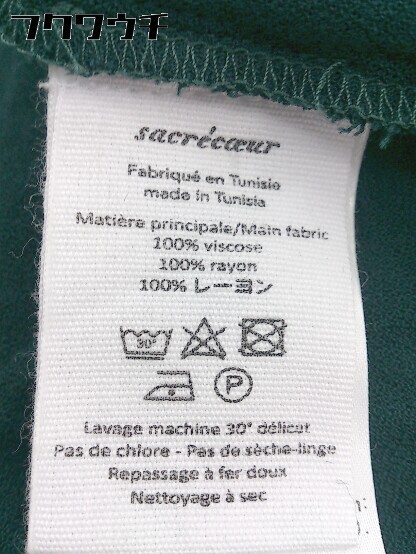 フクワウチ
sacrécœur
Fabriqué en Tunisie
made in Tunisia
Matière principale/Main fabric
100% viscose
100% rayon
100% レーヨン
30°
P
Lavage machine 30° délicat
Pas de chlore - Pas de sèche-linge
Repassage à fer doux
Nettoyage à sec